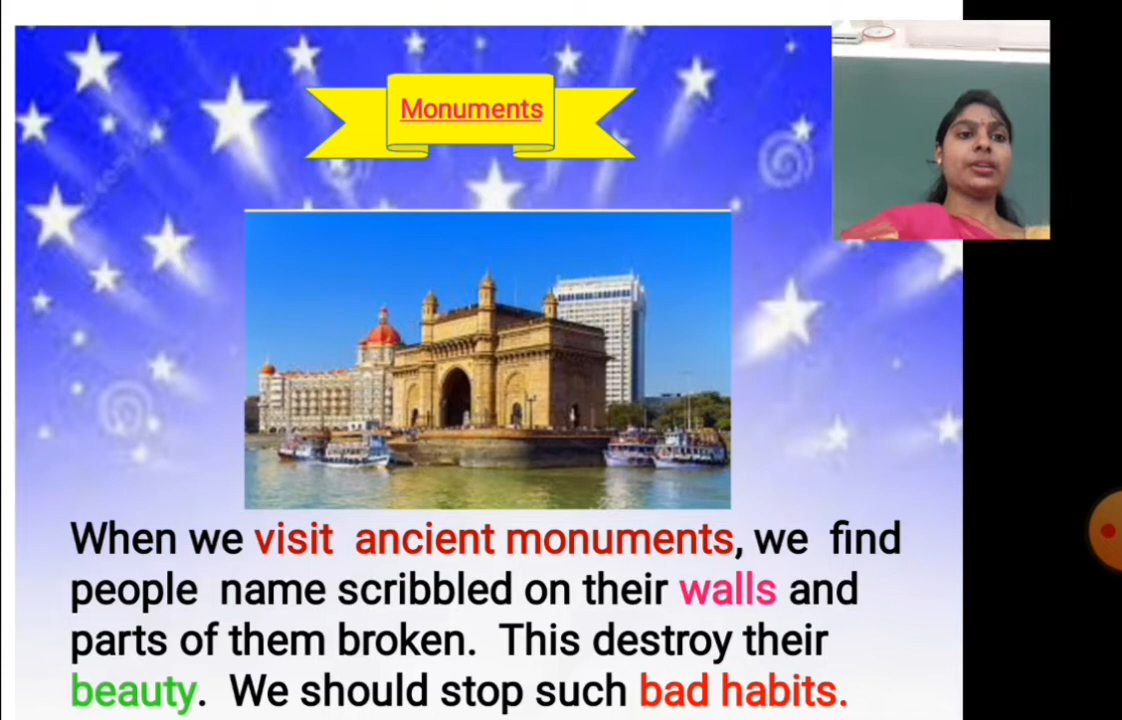 Monuments
When we visit ancient monuments, we find
people name scribbled on their walls and
parts of them broken. This destroy their
beauty. We should stop such bad habits.